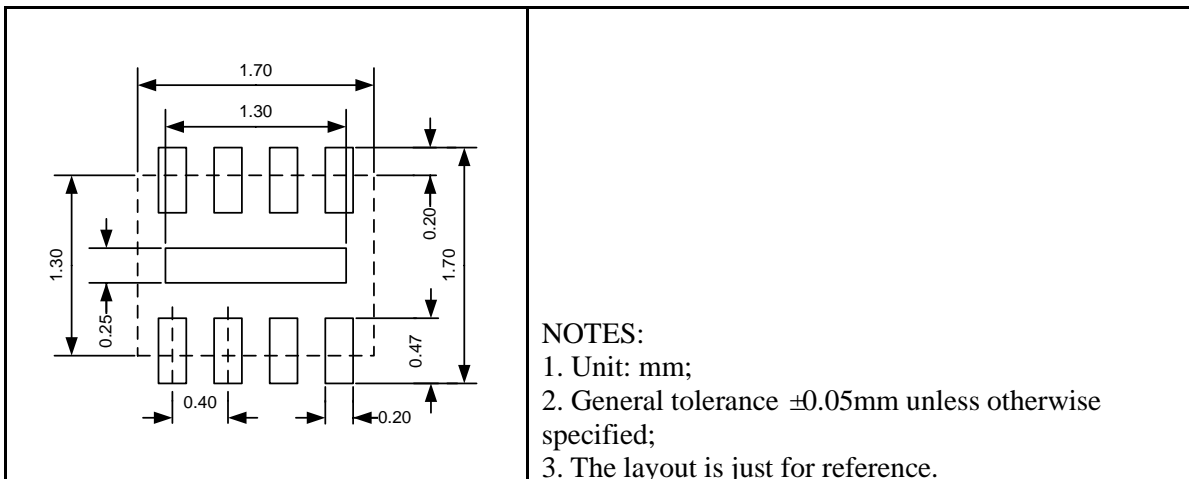 1.70
1.30
0.20
1.30
1.70
0.25
0.47
0.40
0.20
NOTES:
1. Unit: mm;
2. General tolerance ±0.05mm unless otherwise
specified;
3. The layout is just for reference.